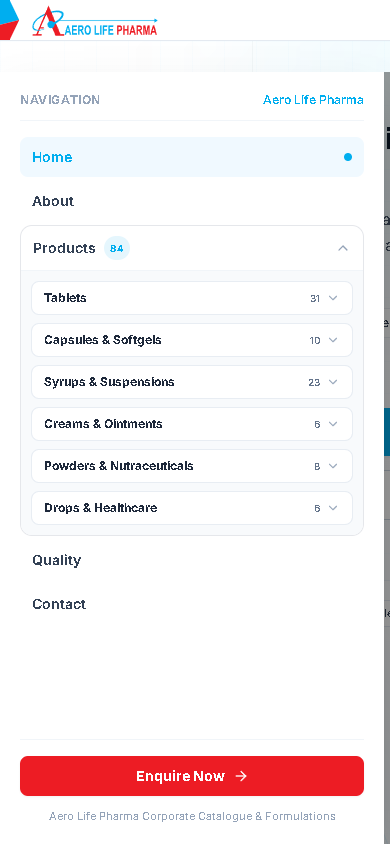 AERO LIFE PHARMA
NAVIGATION
Aero Life Pharma
Home
About
Products 84
Tablets 31
Capsules & Softgels 10
Syrups & Suspensions 23
Creams & Ointments 6
Powders & Nutraceuticals 8
Drops & Healthcare 6
Quality
Contact
Enquire Now →
Aero Life Pharma Corporate Catalogue & Formulations